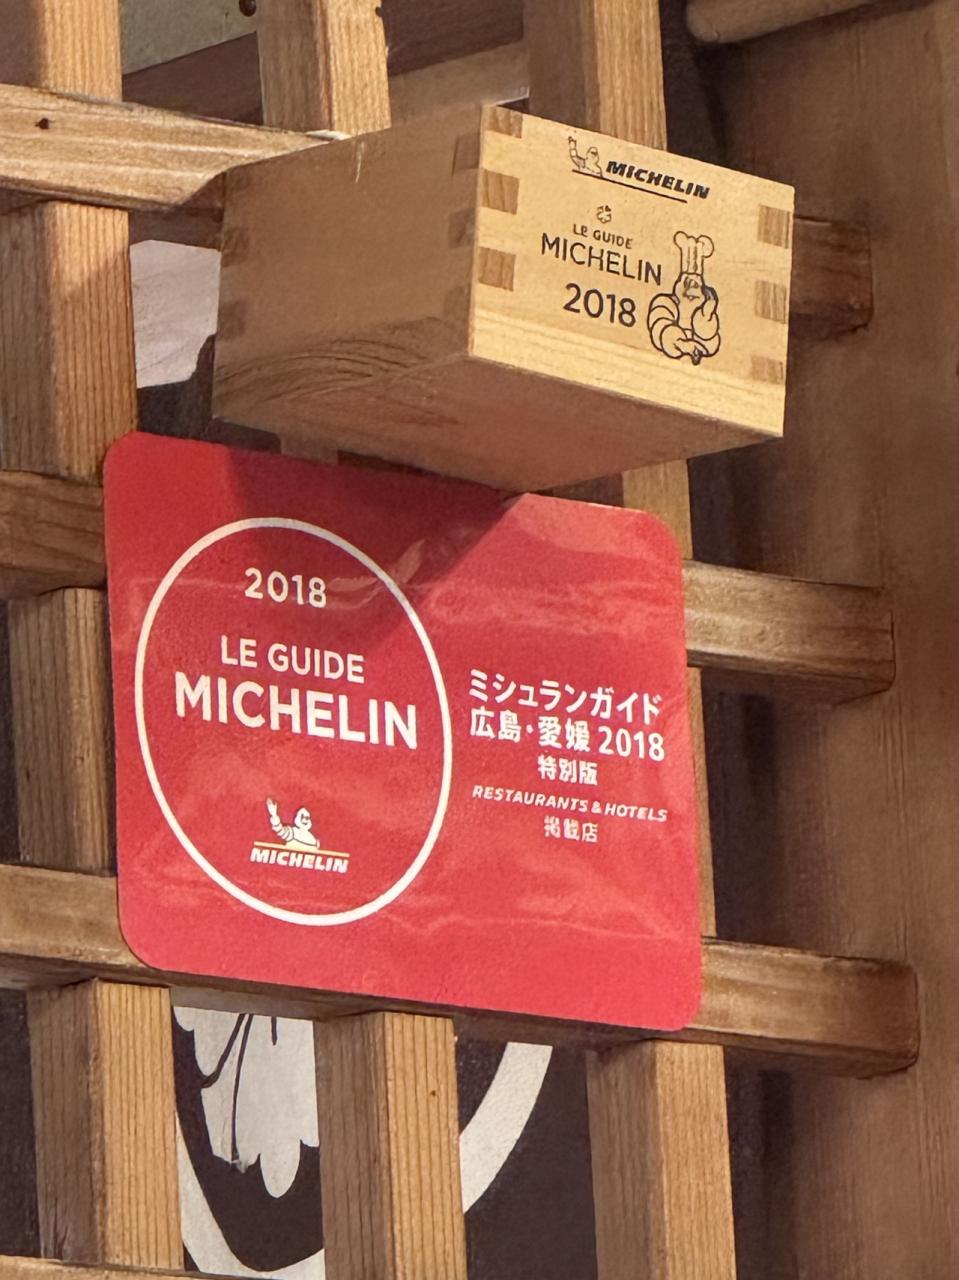 MICHELIN
LE GUIDE
MICHELIN
2018
2018
LE GUIDE
MICHELIN
MICHELIN
ミシュランガイド
広島・愛媛 2018
特別版
RESTAURANTS & HOTELS
掲載店